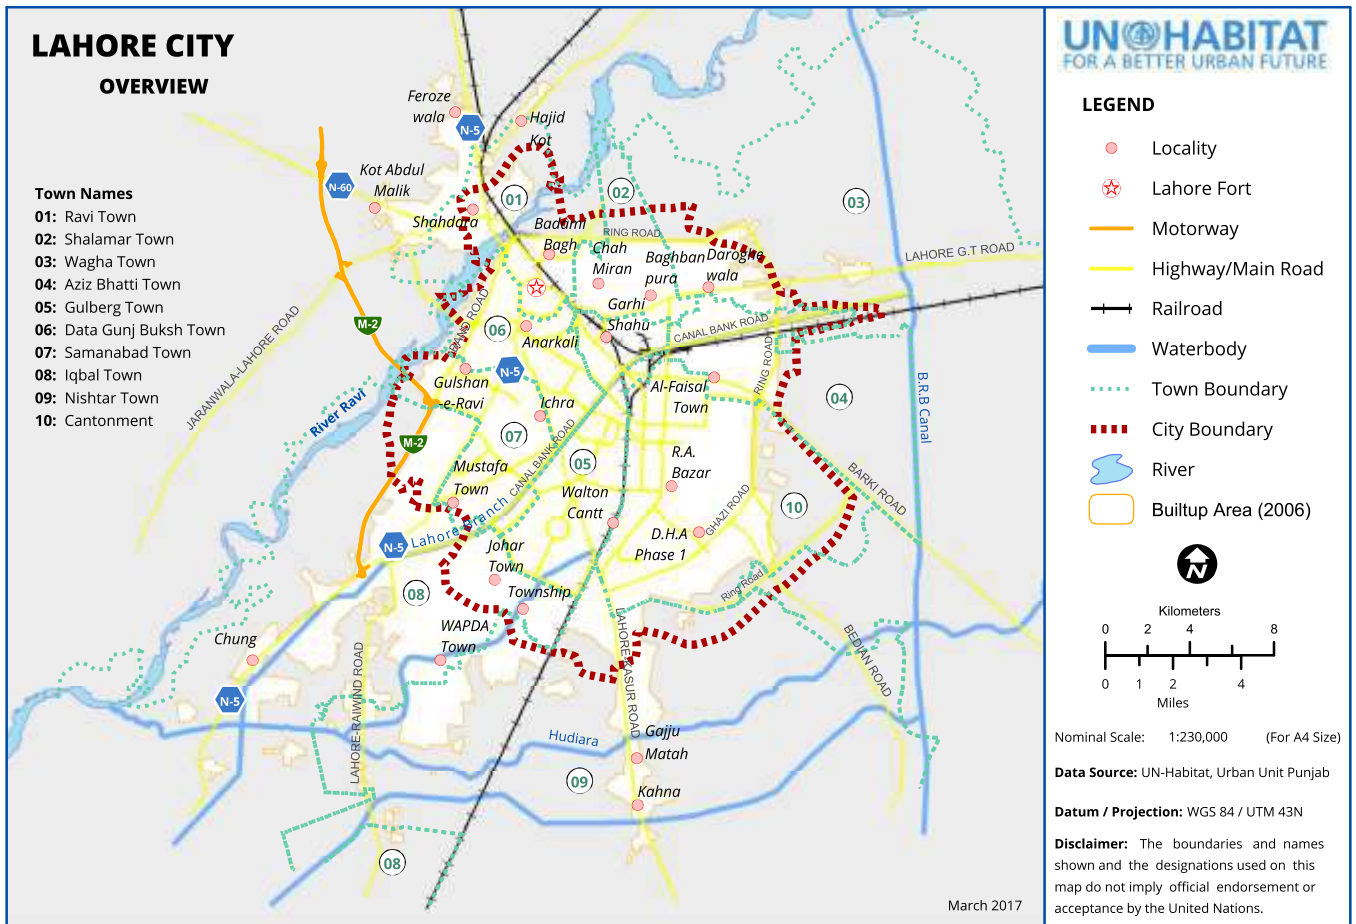 LAHORE CITY
OVERVIEW
Town Names
01: Ravi Town
02: Shalamar Town
03: Wagha Town
04: Aziz Bhatti Town
05: Gulberg Town
06: Data Gunj Buksh Town
07: Samanabad Town
08: Iqbal Town
09: Nishtar Town
10: Cantonment
Feroze
wala
N-5
Hajid
Kot
N-60
Kot Abdul
Malik
Shahdara
01
02
03
Badami
Bagh
RING ROAD
Chah
Miran
Baghban
pura
Daroghe
wala
LAHORE G.T ROAD
Garhi
Shahu
CANAL BANK ROAD
06
Anarkali
M-2
JARANWALA-LAHORE ROAD
River Ravi
Gulshan
-e-Ravi
N-5
Al-Faisal
Town
RING ROAD
04
B.R.B Canal
Ichra
07
M-2
CANAL BANK ROAD
05
R.A.
Bazar
Mustafa
Town
Walton
Cantt
BARKI ROAD
10
GHAZI ROAD
Lahore Branch
N-5
D.H.A
Phase 1
Johar
Town
08
Township
Ring Road
WAPDA
Town
Chung
N-5
LAHORE-RAIWIND ROAD
LAHORE-KASUR ROAD
BEDIAN ROAD
Hudiara
Gajju
Matah
09
Kahna
08
March 2017
UN HABITAT
FOR A BETTER URBAN FUTURE
LEGEND
Locality
Lahore Fort
Motorway
Highway/Main Road
Railroad
Waterbody
Town Boundary
City Boundary
River
Builtup Area (2006)
N
Kilometers
0 2 4 8
0 1 2 4
Miles
Nominal Scale: 1:230,000 (For A4 Size)
Data Source: UN-Habitat, Urban Unit Punjab
Datum / Projection: WGS 84 / UTM 43N
Disclaimer: The boundaries and names
shown and the designations used on this
map do not imply official endorsement or
acceptance by the United Nations.